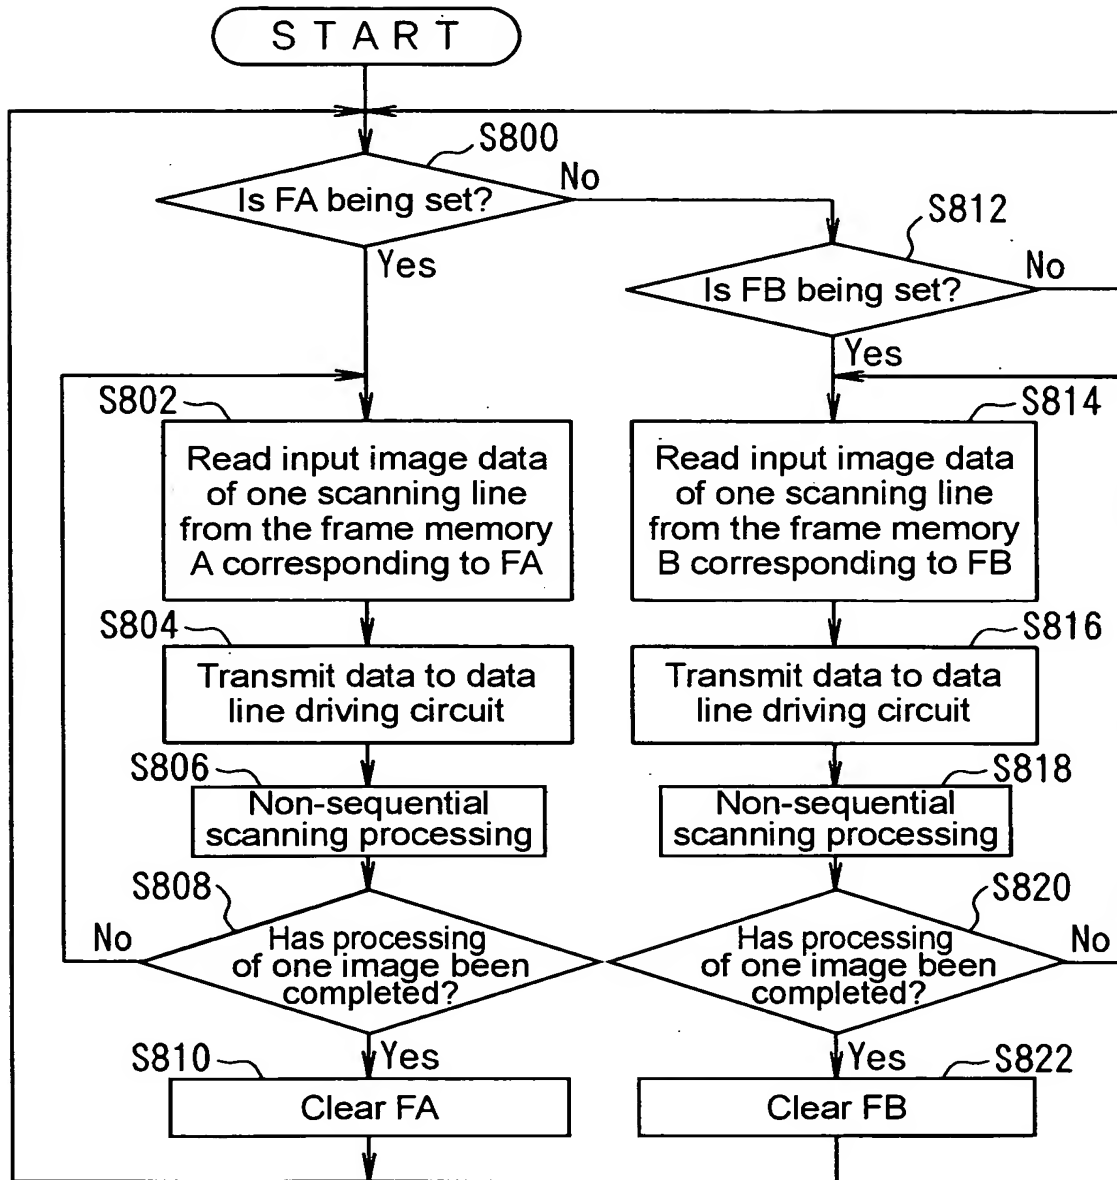 START
S800
Is FA being set?
No
Yes
S812
Is FB being set?
No
Yes
S802
Read input image data
of one scanning line
from the frame memory
A corresponding to FA
S814
Read input image data
of one scanning line
from the frame memory
B corresponding to FB
S804
Transmit data to data
line driving circuit
S816
Transmit data to data
line driving circuit
S806
Non-sequential
scanning processing
S818
Non-sequential
scanning processing
S808
Has processing
of one image been
completed?
No
Yes
S820
Has processing
of one image been
completed?
No
Yes
S810
Clear FA
S822
Clear FB